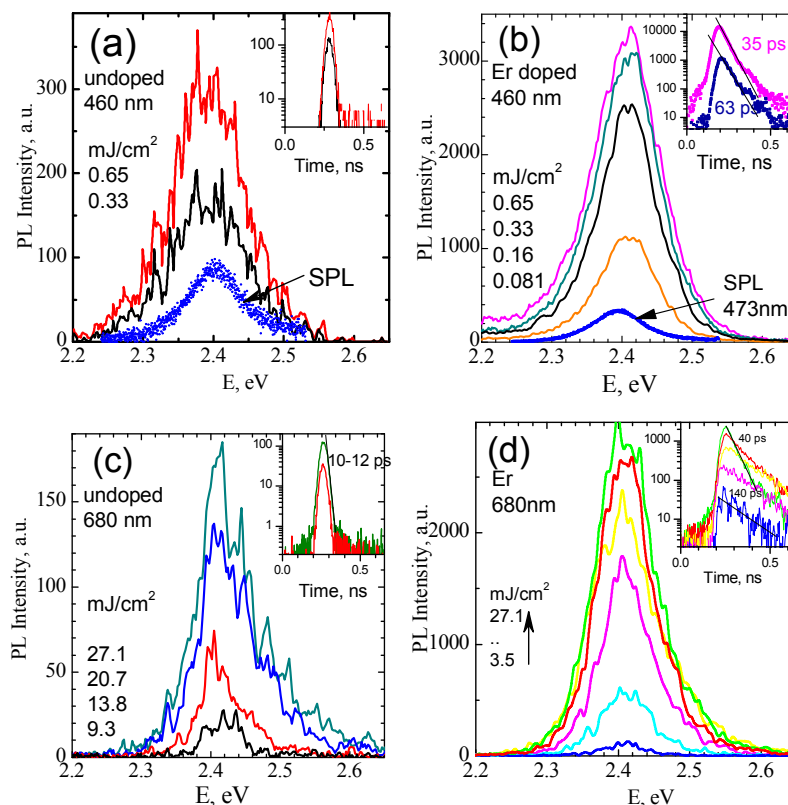 (a)
undoped
460 nm
mJ/cm²
0.65
0.33
SPL
PL Intensity, a.u.
300
200
100
0
2.2 2.3 2.4 2.5 2.6
E, eV
100
10
0.0 0.5
Time, ns
(b)
Er doped
460 nm
mJ/cm²
0.65
0.33
0.16
0.081
SPL
473nm
PL Intensity, a.u.
3000
2000
1000
0
2.2 2.3 2.4 2.5 2.6
E, eV
35 ps
63 ps
10000
1000
100
10
0.0 0.5
Time, ns
(c)
undoped
680 nm
mJ/cm²
27.1
20.7
13.8
9.3
PL Intensity, a.u.
150
100
50
0
2.2 2.3 2.4 2.5 2.6
E, eV
10-12 ps
100
10
1
0.0 0.5
Time, ns
(d)
Er
680nm
mJ/cm²
27.1
..
3.5
PL Intensity, a.u.
2000
1000
0
2.2 2.3 2.4 2.5 2.6
E, eV
40 ps
140 ps
1000
100
10
0.0 0.5
Time, ns